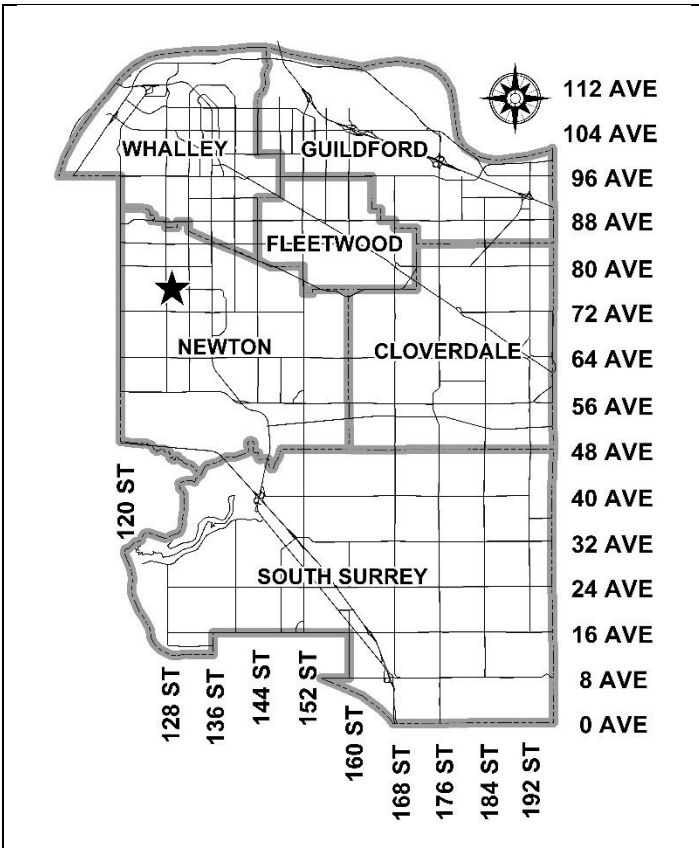 112 AVE
104 AVE
WHALLEY
GUILDFORD
96 AVE
88 AVE
FLEETWOOD
80 AVE
72 AVE
NEWTON
CLOVERDALE
64 AVE
56 AVE
48 AVE
120 ST
40 AVE
32 AVE
SOUTH SURREY
24 AVE
16 AVE
8 AVE
0 AVE
128 ST
136 ST
144 ST
152 ST
160 ST
168 ST
176 ST
184 ST
192 ST